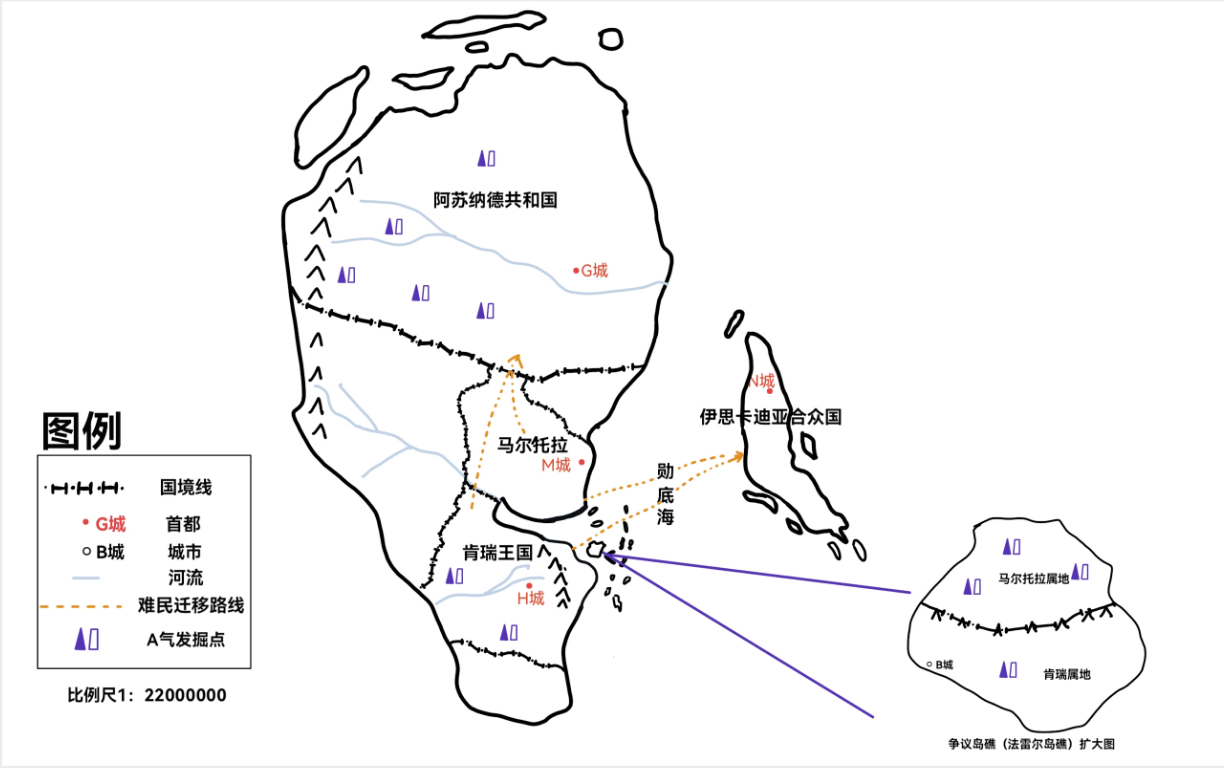 阿苏纳德共和国
G城
N城
伊思卡迪亚合众国
马尔托拉
M城
勋
底
海
肯瑞王国
H城
图例
国境线
G城
首都
B城
城市
河流
难民迁移路线
A气发掘点
比例尺1：22000000
马尔托拉属地
B城
肯瑞属地
争议岛礁（法雷尔岛礁）扩大图